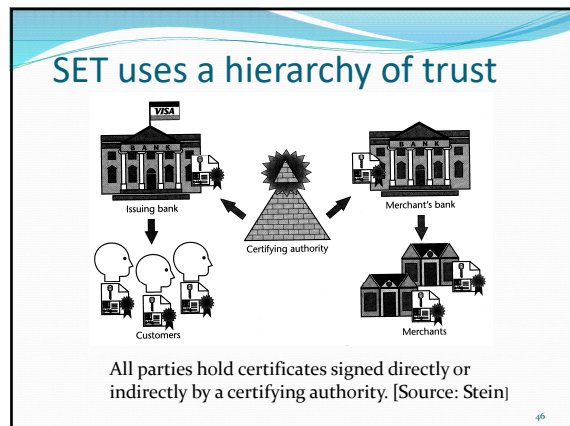 SET uses a hierarchy of trust
VISA
BANK
BANK
Issuing bank
Merchant's bank
Certifying authority
Customers
Merchants
All parties hold certificates signed directly or
indirectly by a certifying authority. [Source: Stein]
46